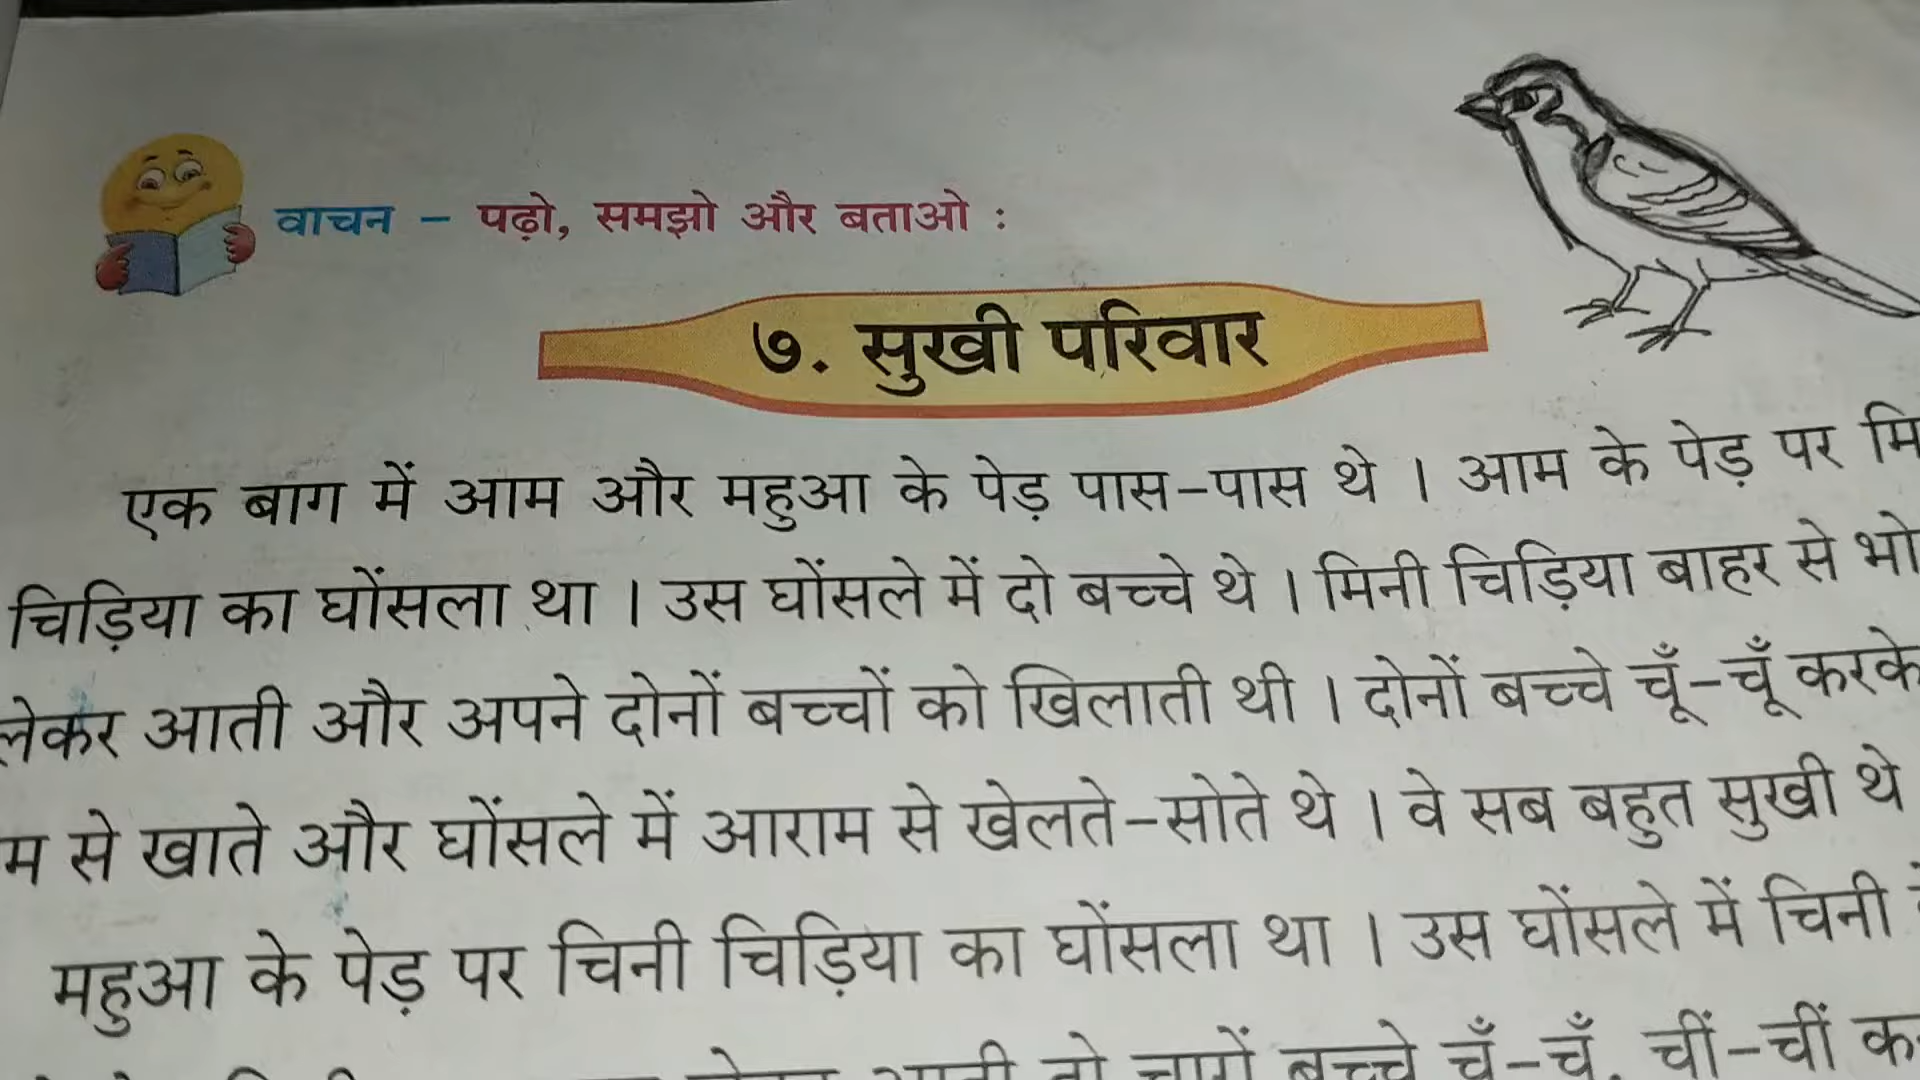 वाचन – पढ़ो, समझो और बताओ :
७. सुखी परिवार
एक बाग में आम और महुआ के पेड़ पास-पास थे । आम के पेड़ पर
चिड़िया का घोंसला था । उस घोंसले में दो बच्चे थे । मिनी चिड़िया बाहर से
लेकर आती और अपने दोनों बच्चों को खिलाती थी । दोनों बच्चे चूँ-चूँ करके
से खाते और घोंसले में आराम से खेलते-सोते थे । वे सब बहुत सुखी थे
महुआ के पेड़ पर चिनी चिड़िया का घोंसला था । उस घोंसले में चिनी
बच्चे चूँ-चूँ, चीं-चीं